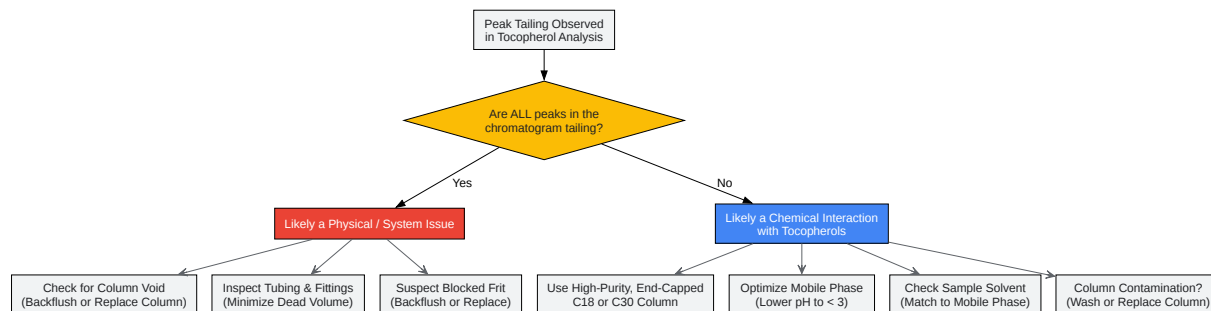 Peak Tailing Observed
in Tocopherol Analysis
Are ALL peaks in the
chromatogram tailing?
Yes
No
Likely a Physical / System Issue
Likely a Chemical Interaction
with Tocopherols
Check for Column Void
(Backflush or Replace Column)
Inspect Tubing & Fittings
(Minimize Dead Volume)
Suspect Blocked Frit
(Backflush or Replace)
Use High-Purity, End-Capped
C18 or C30 Column
Optimize Mobile Phase
(Lower pH to < 3)
Check Sample Solvent
(Match to Mobile Phase)
Column Contamination?
(Wash or Replace Column)